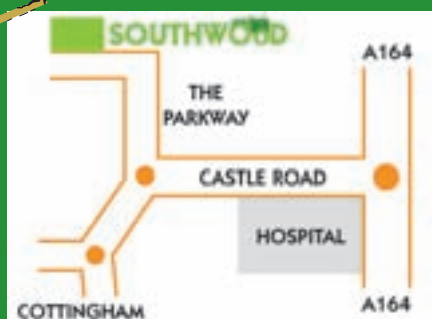 SOUTHWOOD
A164
THE
PARKWAY
CASTLE ROAD
HOSPITAL
COTTINGHAM
A164